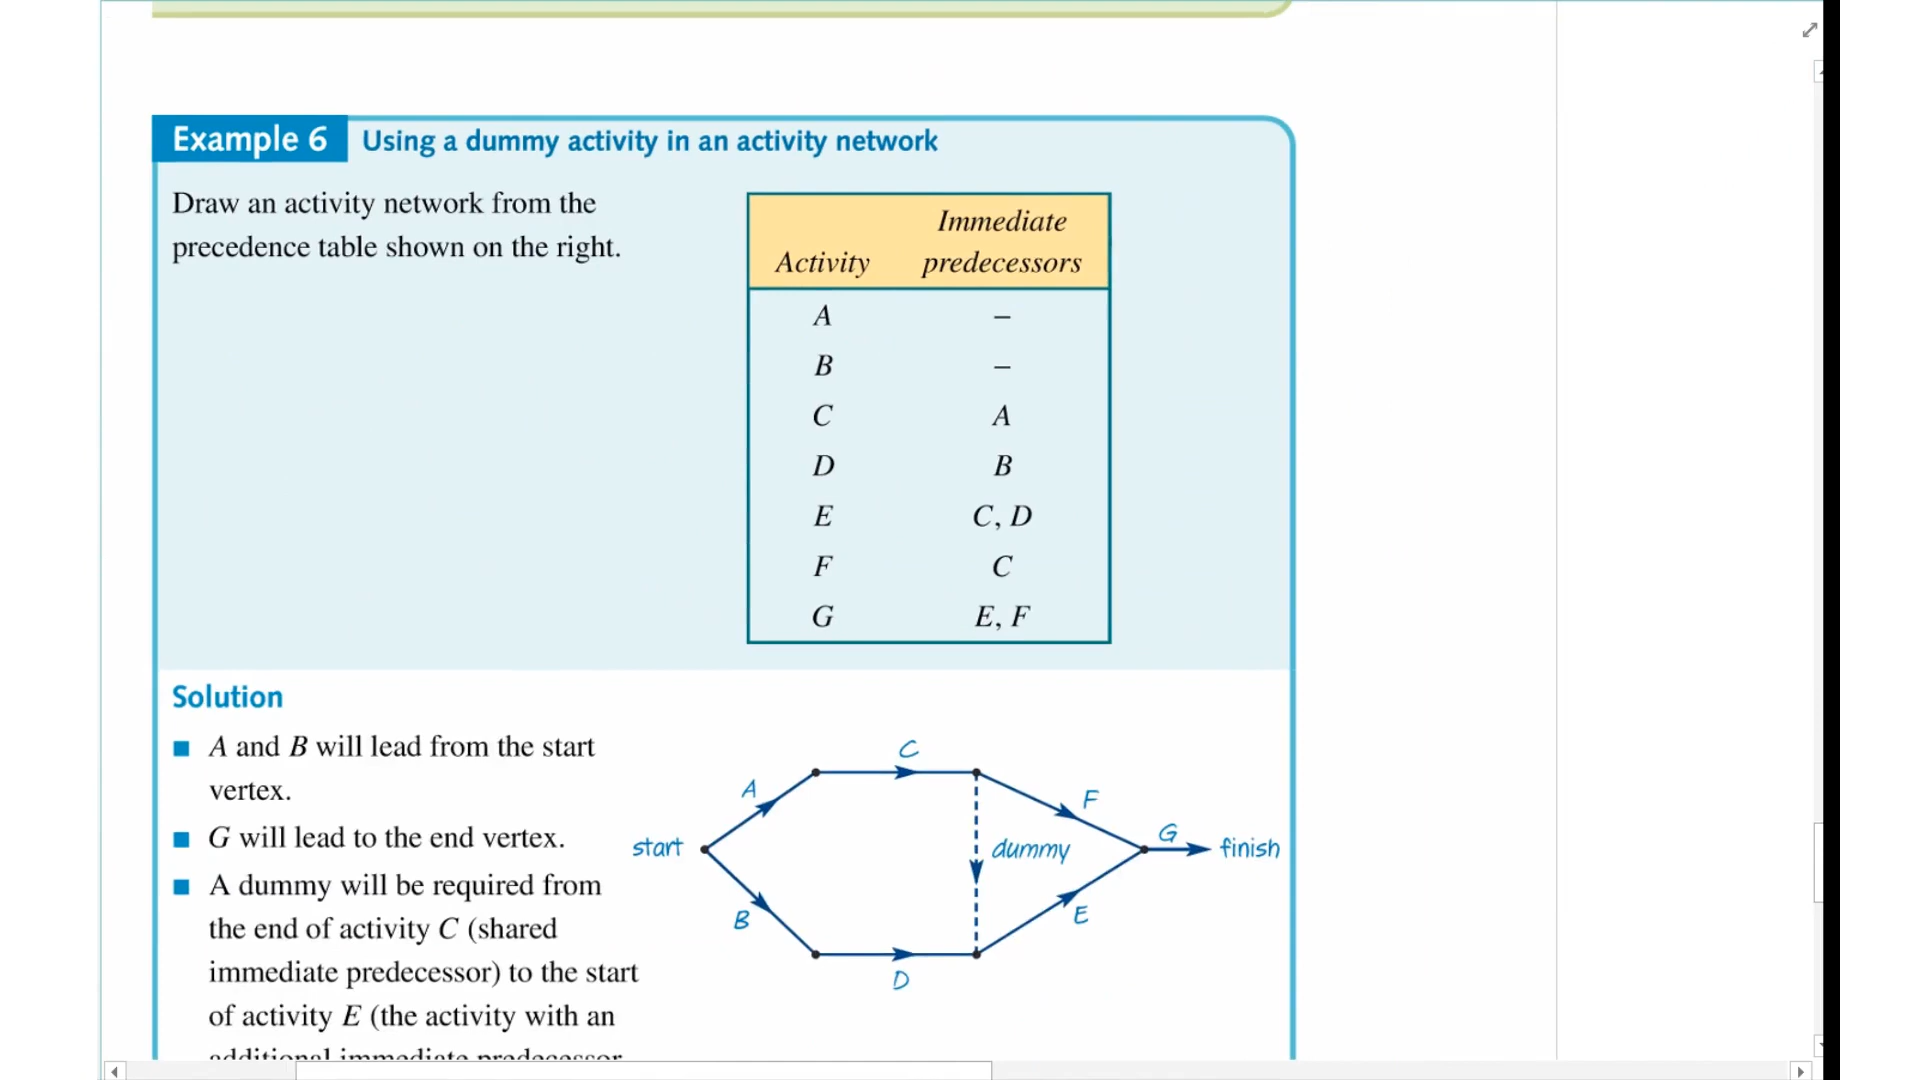 Example 6 Using a dummy activity in an activity network
Draw an activity network from the
precedence table shown on the right.
Immediate
Activity predecessors
A –
B –
C A
D B
E C, D
F C
G E, F
Solution
A and B will lead from the start
vertex.
G will lead to the end vertex.
A dummy will be required from
the end of activity C (shared
immediate predecessor) to the start
of activity E (the activity with an
additional immediate predecessor
C
A
F
start
dummy
G
finish
B
E
D